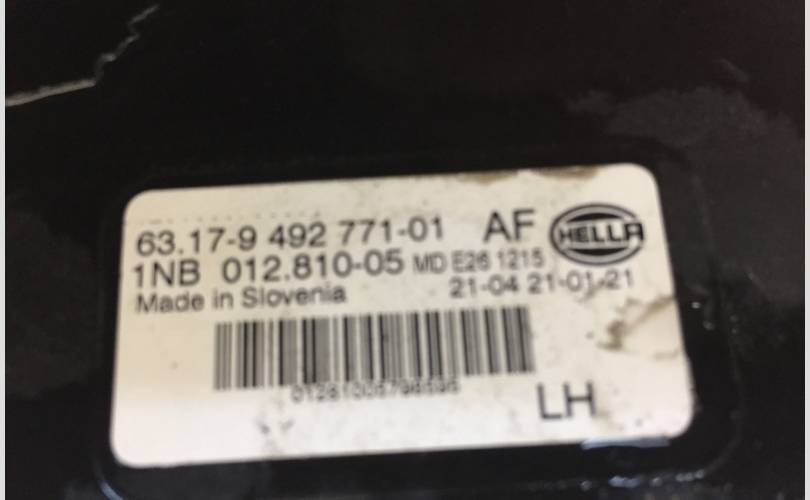 63.17-9 492 771-01 AF HELLA
1NB 012.810-05 MD E26 1215
Made in Slovenia 21-04 21-01-21
LH